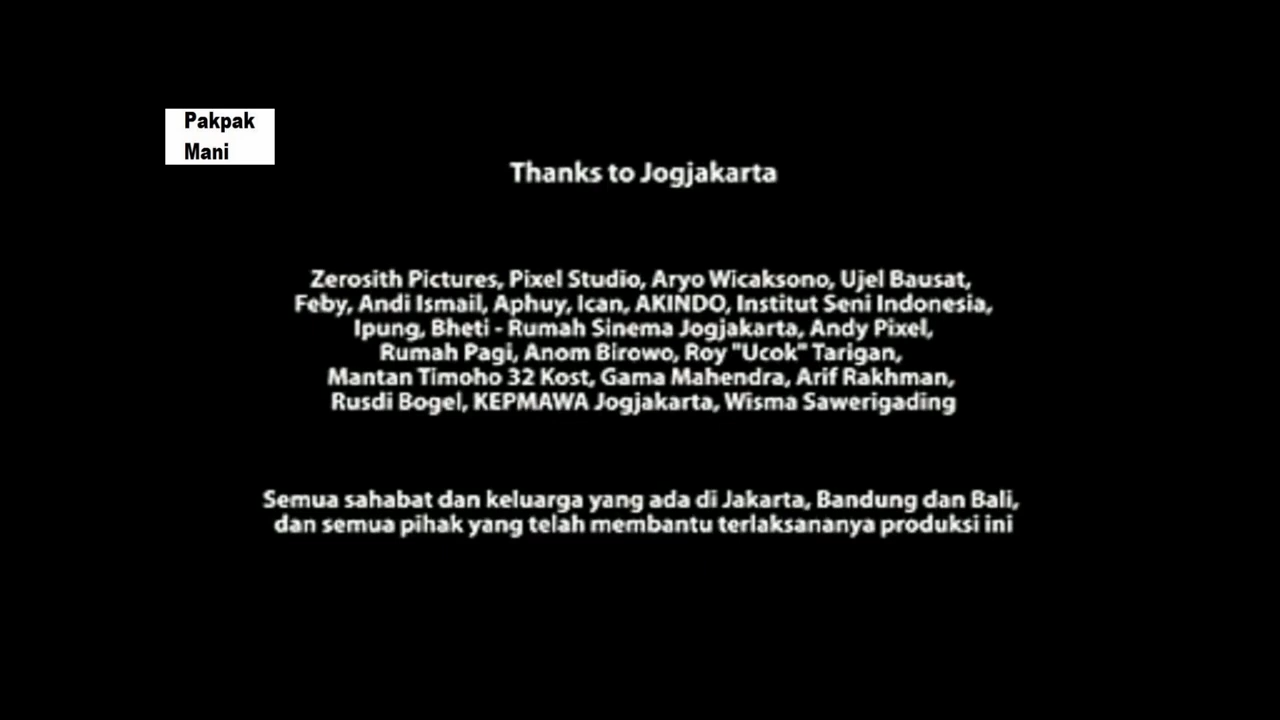 Pakpak
Mani
Thanks to Jogjakarta
Zerosith Pictures, Pixel Studio, Aryo Wicaksono, Ujel Bausat,
Feby, Andi Ismail, Aphuy, Ican, AKINDO, Institut Seni Indonesia,
Ipung, Bheti - Rumah Sinema Jogjakarta, Andy Pixel,
Rumah Pagi, Anom Birowo, Roy "Ucok" Tarigan,
Mantan Timoho 32 Kost, Gama Mahendra, Arif Rakhman,
Rusdi Bogel, KEPMAWA Jogjakarta, Wisma Sawerigading
Semua sahabat dan keluarga yang ada di Jakarta, Bandung dan Bali,
dan semua pihak yang telah membantu terlaksananya produksi ini